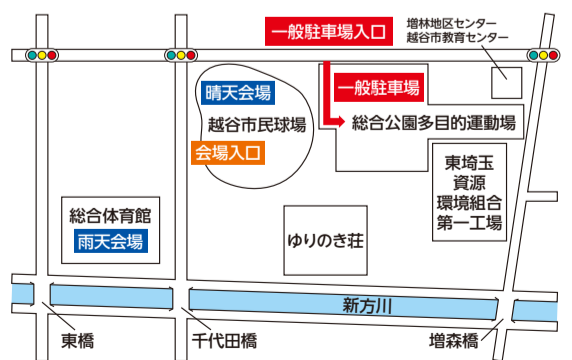 一般駐車場入口
増林地区センター
越谷市教育センター
晴天会場
越谷市民球場
会場入口
一般駐車場
総合公園多目的運動場
東埼玉
資源
環境組合
第一工場
総合体育館
雨天会場
ゆりのき荘
新方川
東橋
千代田橋
増森橋